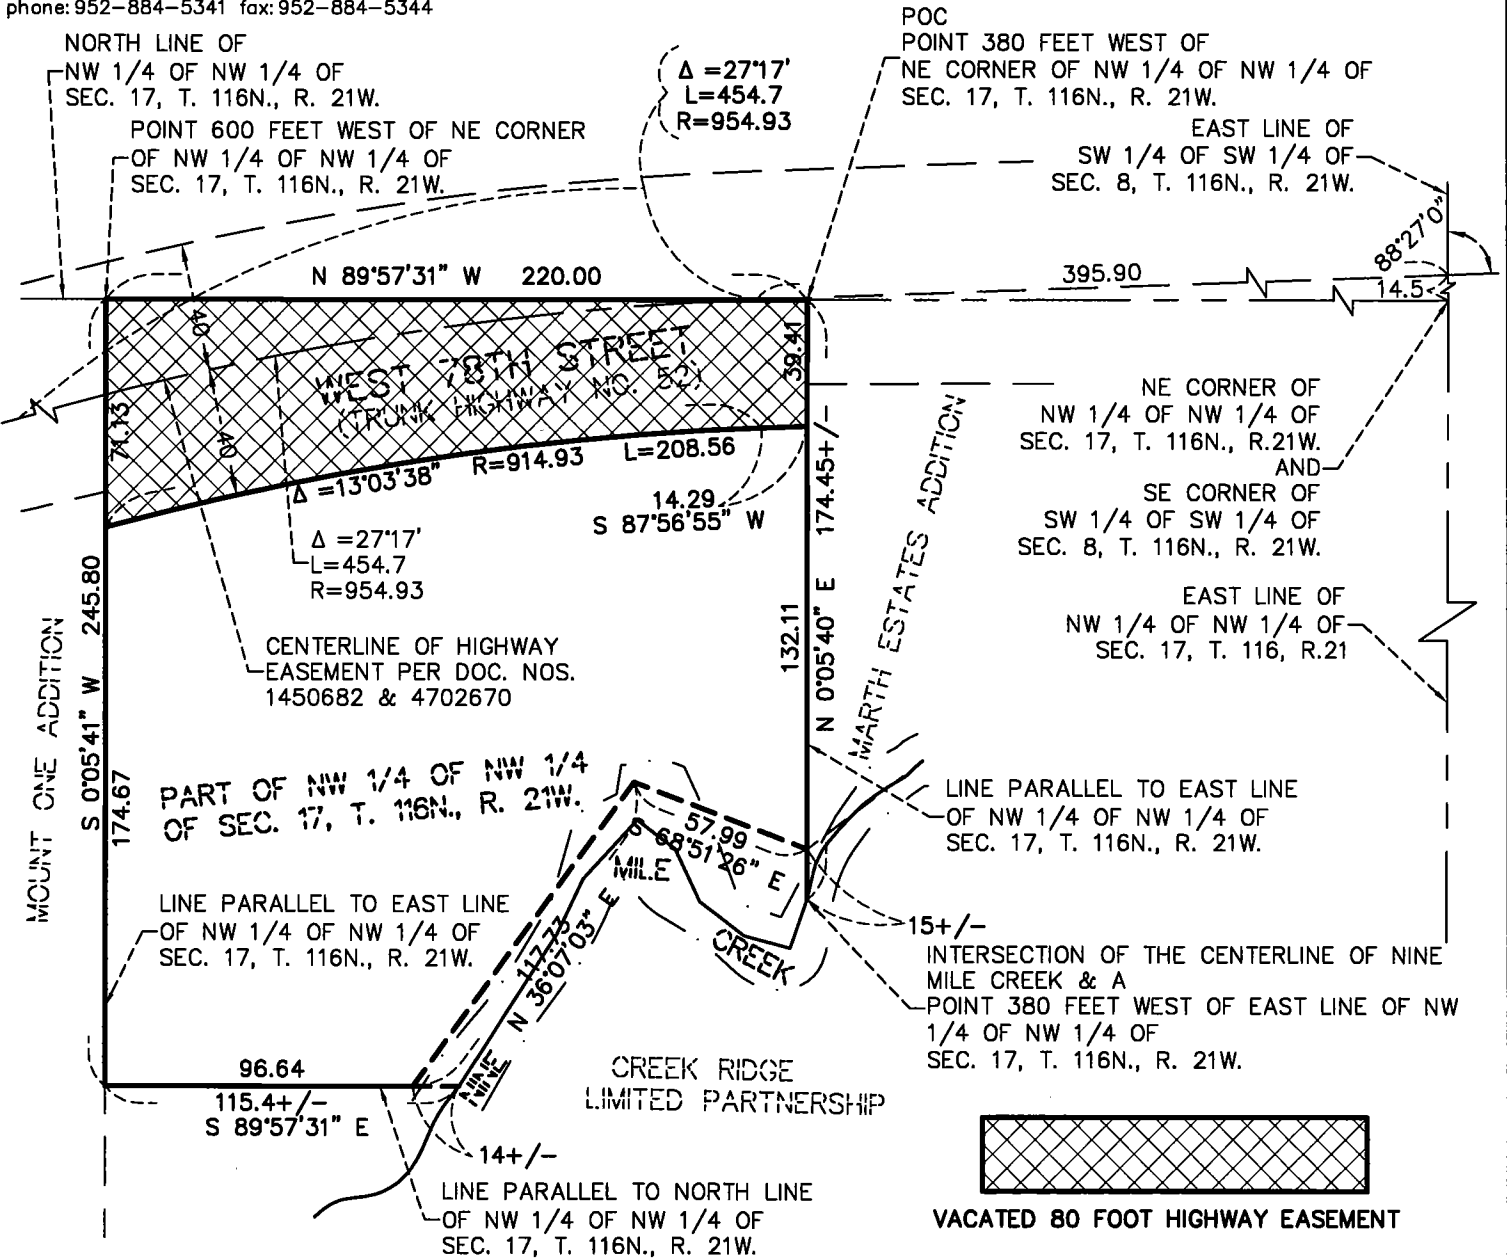 phone: 952-884-5341 fax: 952-884-5344
NORTH LINE OF
NW 1/4 OF NW 1/4 OF
SEC. 17, T. 116N., R. 21W.
POINT 600 FEET WEST OF NE CORNER
OF NW 1/4 OF NW 1/4 OF
SEC. 17, T. 116N., R. 21W.
Δ =27°17'
L=454.7
R=954.93
POC
POINT 380 FEET WEST OF
NE CORNER OF NW 1/4 OF NW 1/4 OF
SEC. 17, T. 116N., R. 21W.
EAST LINE OF
SW 1/4 OF SW 1/4 OF
SEC. 8, T. 116N., R. 21W.
88°27'0"
N 89°57'31" W 220.00
395.90
14.5
40
WEST 78TH STREET
(TRUNK HIGHWAY NO. 52)
39.41
71.13
40
Δ =13°03'38" R=914.93 L=208.56
14.29
S 87°56'55" W
Δ =27°17'
L=454.7
R=954.93
174.45+/-
N 0°05'40" E
132.11
MARTH ESTATES ADDITION
NE CORNER OF
NW 1/4 OF NW 1/4 OF
SEC. 17, T. 116N., R.21W.
AND
SE CORNER OF
SW 1/4 OF SW 1/4 OF
SEC. 8, T. 116N., R. 21W.
EAST LINE OF
NW 1/4 OF NW 1/4 OF
SEC. 17, T. 116, R.21
CENTERLINE OF HIGHWAY
EASEMENT PER DOC. NOS.
1450682 & 4702670
MOUNT ONE ADDITION
S 0°05'41" W 245.80
174.67
PART OF NW 1/4 OF NW 1/4
OF SEC. 17, T. 116N., R. 21W.
57.99
S 68°51'26" E
LINE PARALLEL TO EAST LINE
OF NW 1/4 OF NW 1/4 OF
SEC. 17, T. 116N., R. 21W.
LINE PARALLEL TO EAST LINE
OF NW 1/4 OF NW 1/4 OF
SEC. 17, T. 116N., R. 21W.
117.73
N 36°07'03" E
NINE
MILE
CREEK
15+/-
INTERSECTION OF THE CENTERLINE OF NINE
MILE CREEK & A
POINT 380 FEET WEST OF EAST LINE OF NW
1/4 OF NW 1/4 OF
SEC. 17, T. 116N., R. 21W.
96.64
115.4+/-
S 89°57'31" E
14+/-
CREEK RIDGE
LIMITED PARTNERSHIP
LINE PARALLEL TO NORTH LINE
OF NW 1/4 OF NW 1/4 OF
SEC. 17, T. 116N., R. 21W.
VACATED 80 FOOT HIGHWAY EASEMENT